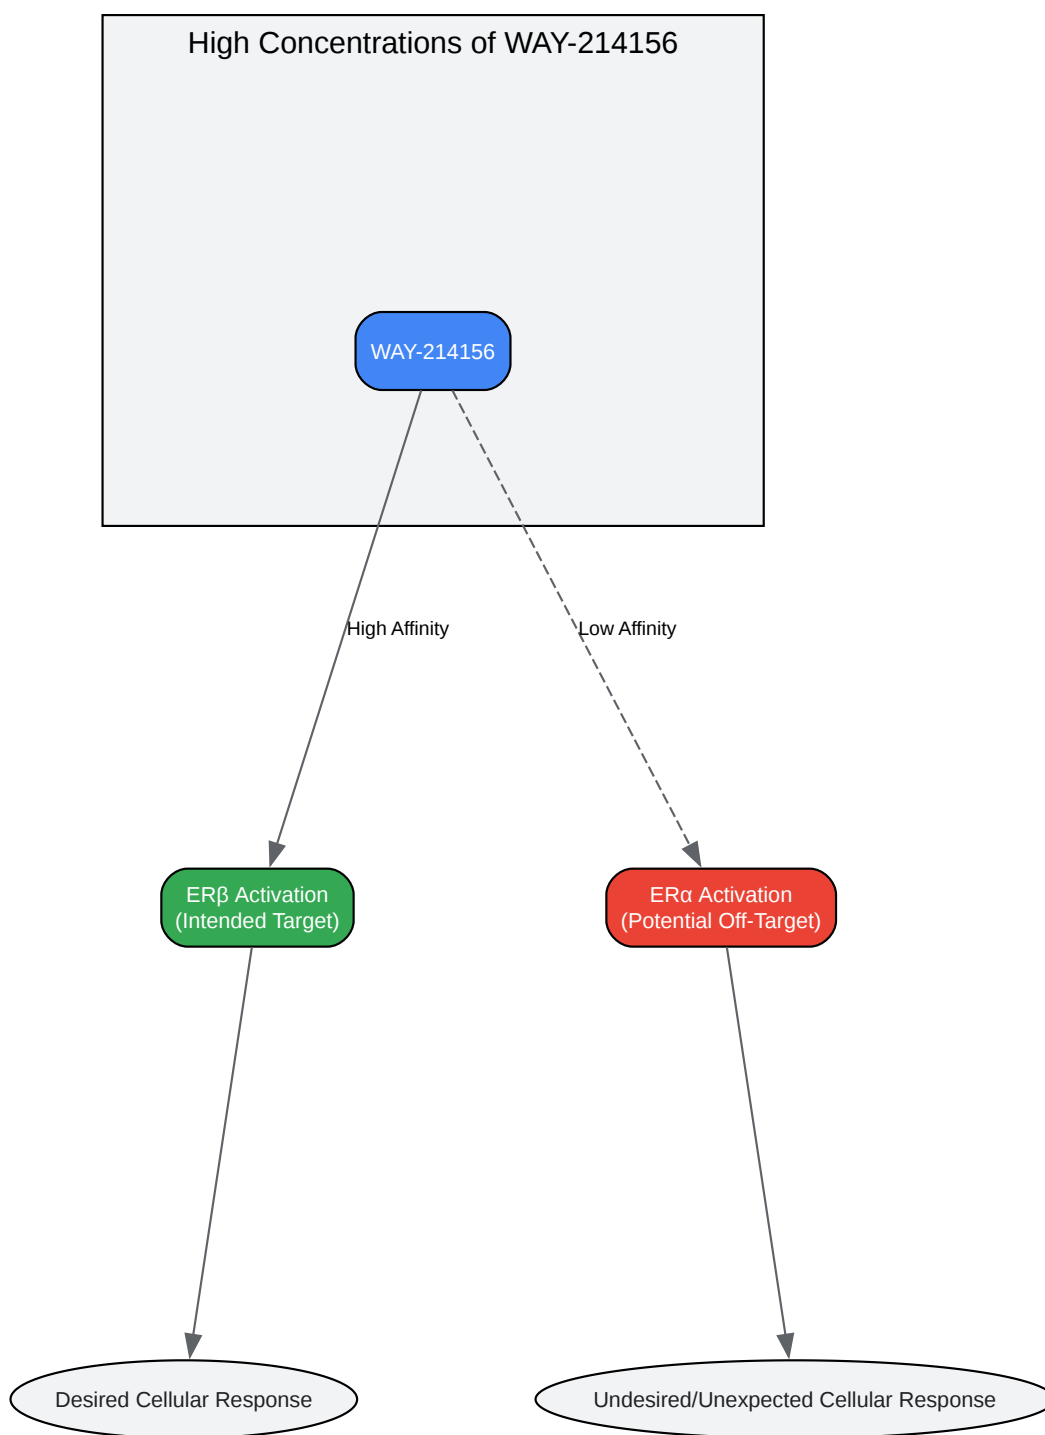 High Concentrations of WAY-214156
WAY-214156
High Affinity
Low Affinity
ERβ Activation
(Intended Target)
ERα Activation
(Potential Off-Target)
Desired Cellular Response
Undesired/Unexpected Cellular Response